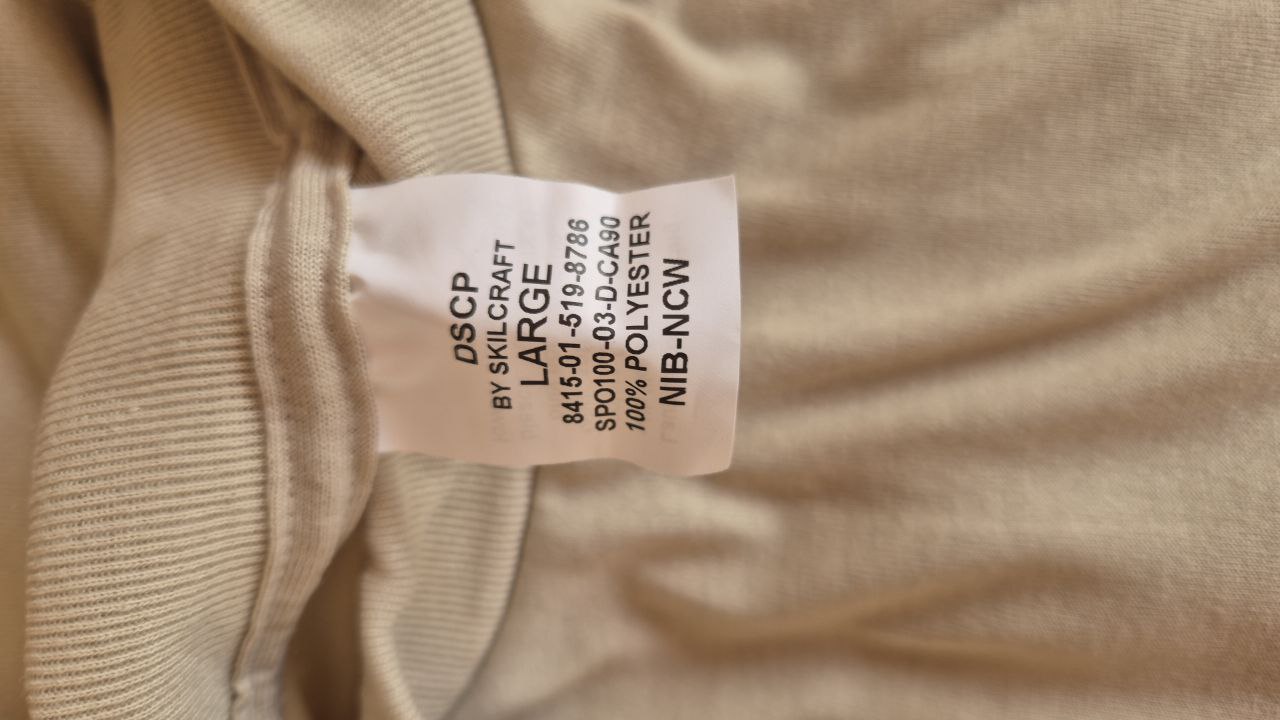 DSCP
BY SKILCRAFT
LARGE
8415-01-519-8786
SPO100-03-D-CA90
100% POLYESTER
NIB-NCW